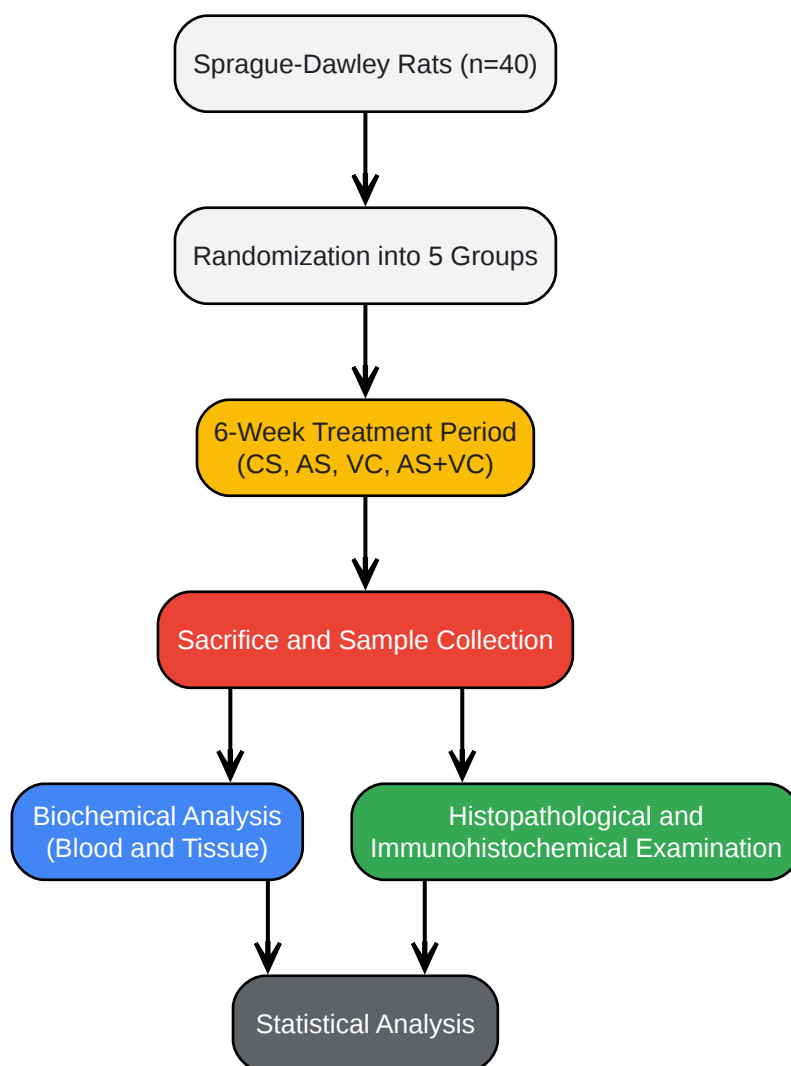 Sprague-Dawley Rats (n=40)
Randomization into 5 Groups
6-Week Treatment Period
(CS, AS, VC, AS+VC)
Sacrifice and Sample Collection
Biochemical Analysis
(Blood and Tissue)
Histopathological and
Immunohistochemical Examination
Statistical Analysis